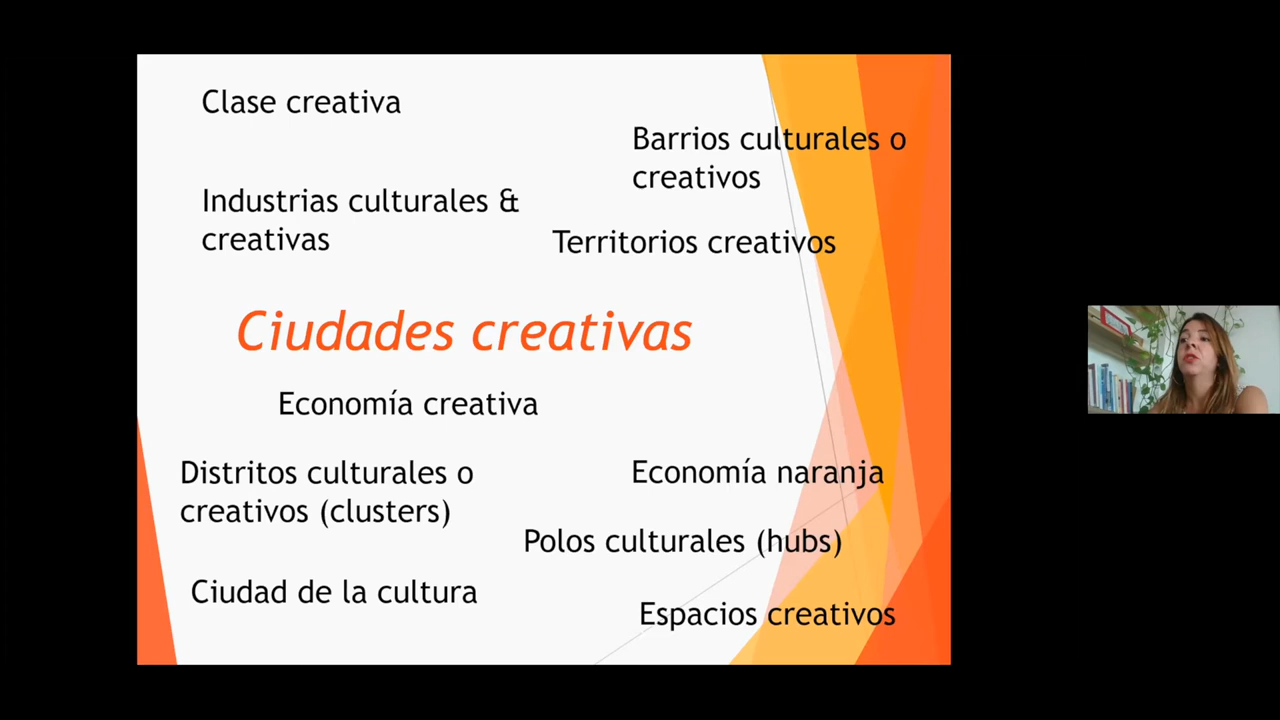 Clase creativa
Barrios culturales o
creativos
Industrias culturales &
creativas
Territorios creativos
Ciudades creativas
Economía creativa
Distritos culturales o
creativos (clusters)
Economía naranja
Polos culturales (hubs)
Ciudad de la cultura
Espacios creativos